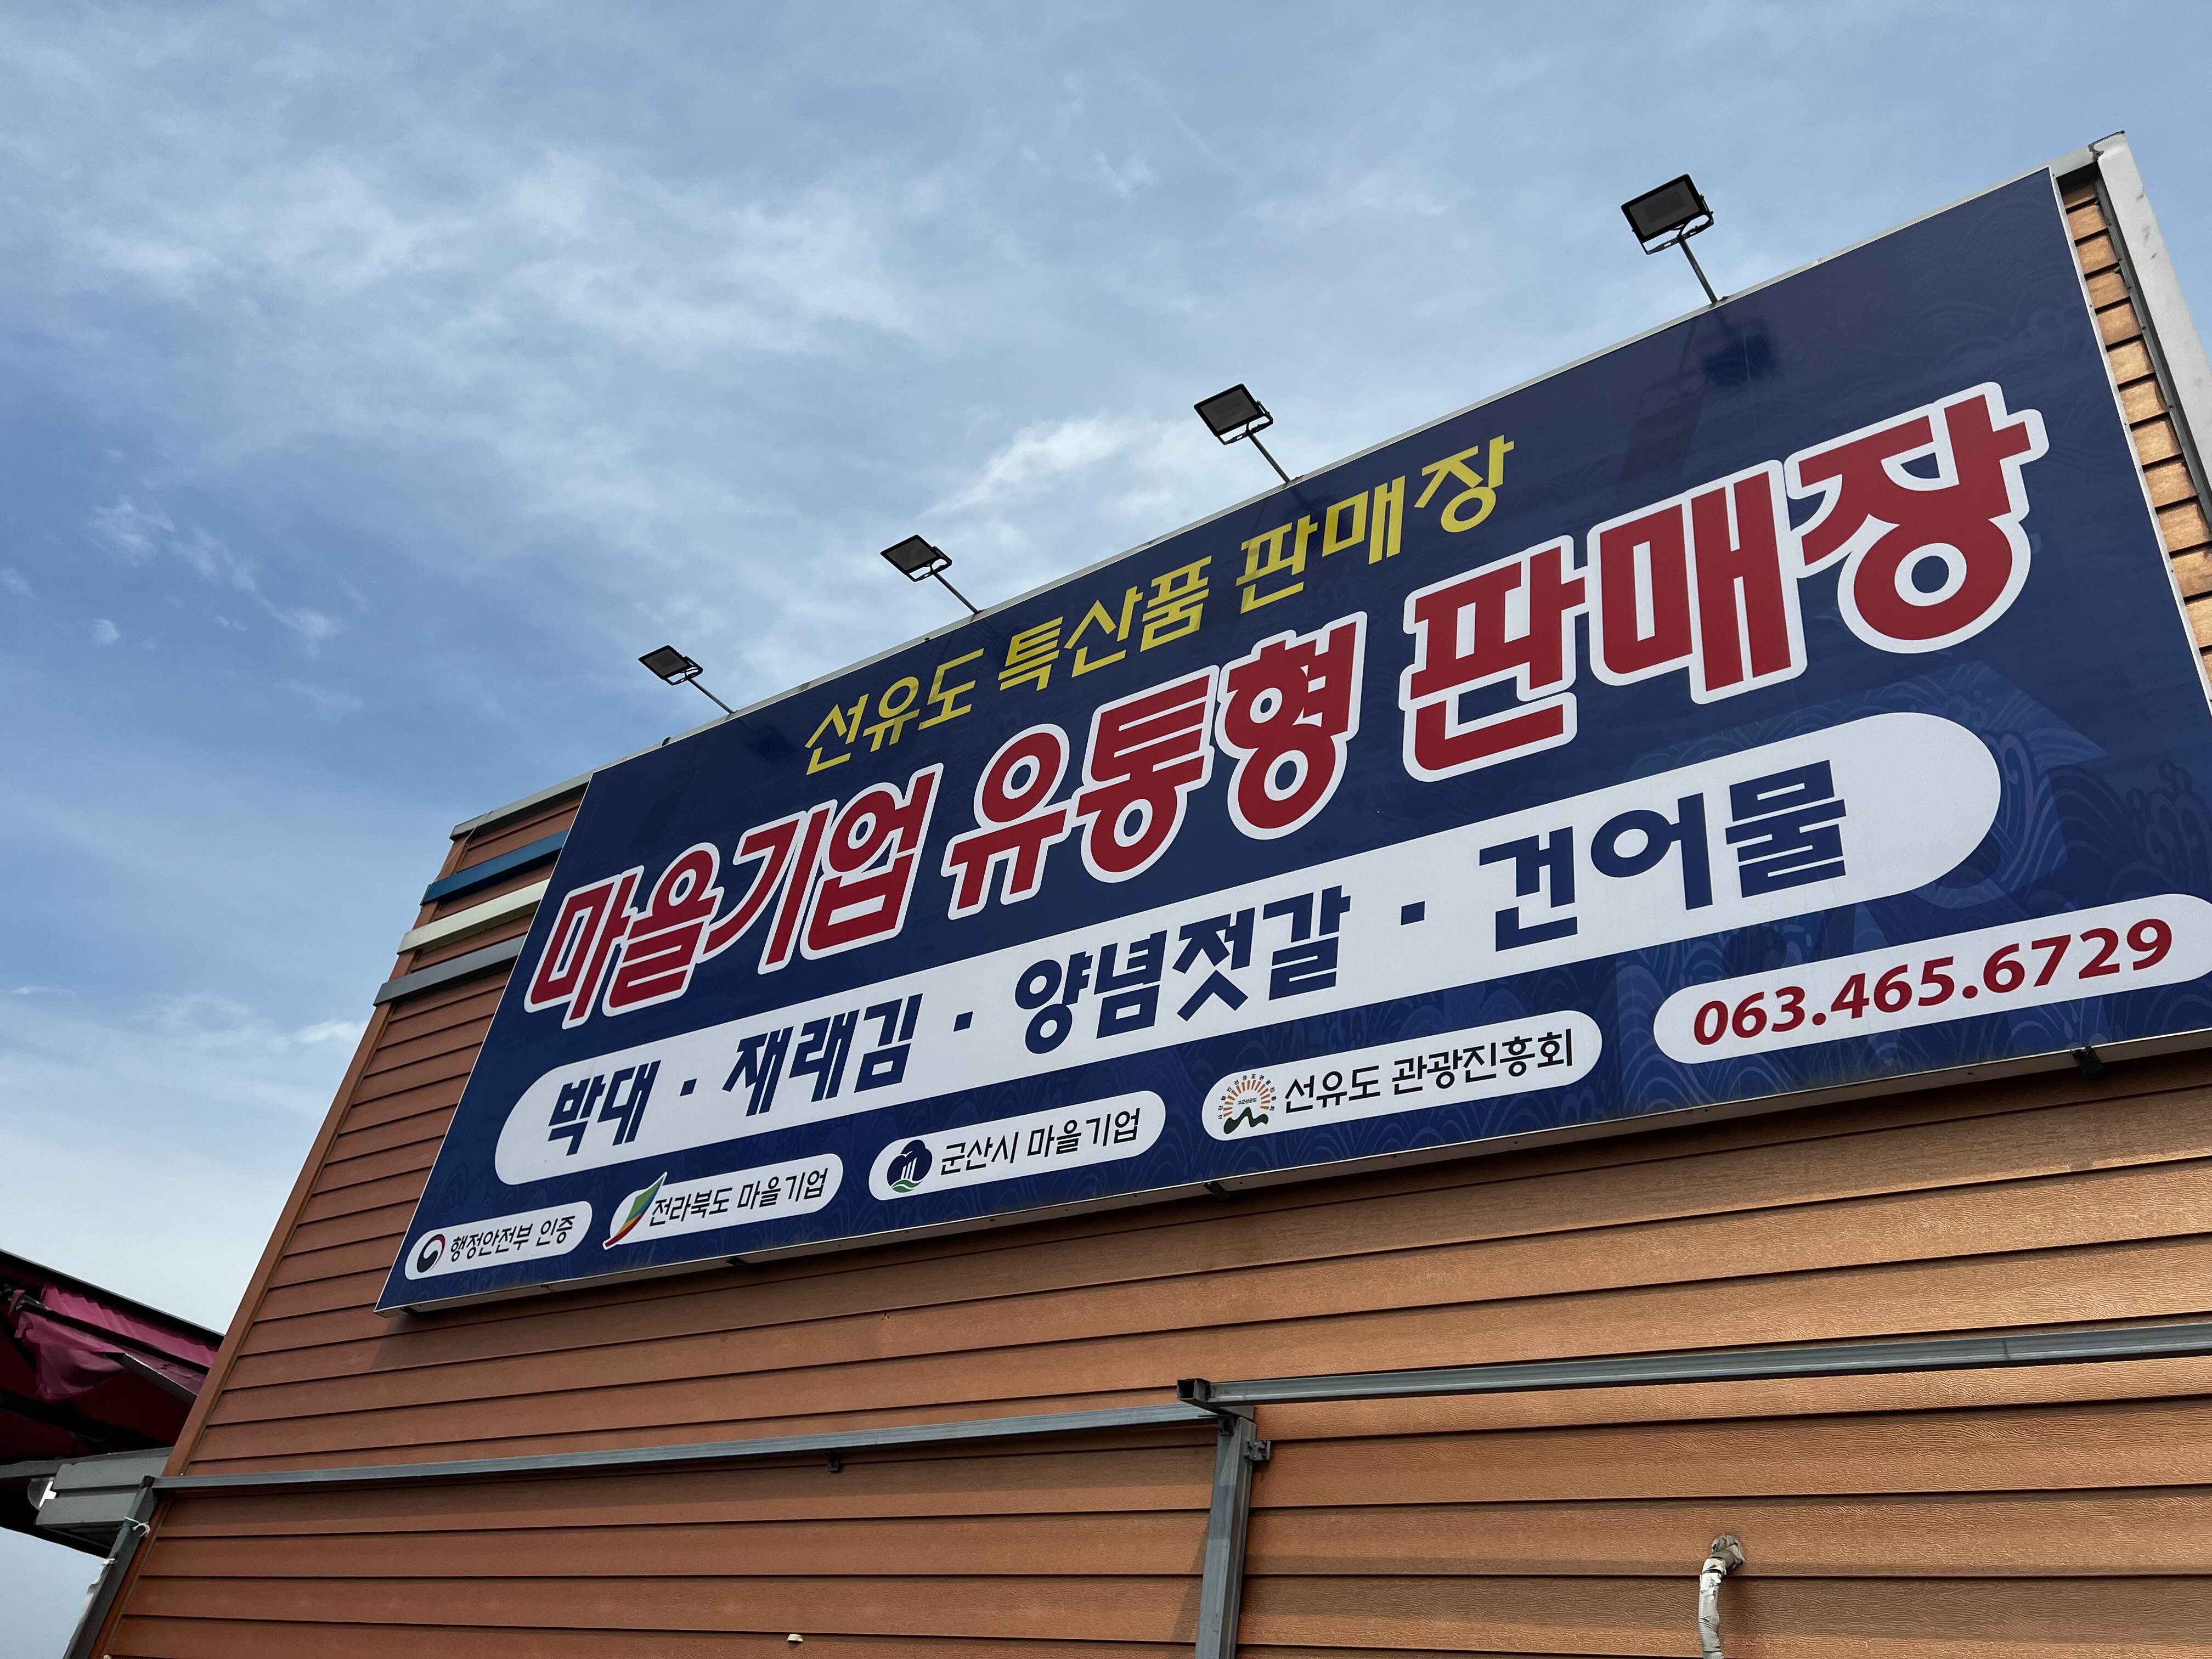 선유도 특산품 판매장
마을기업 유통형 판매장
박대 · 재래김 · 양념젓갈 · 건어물
063.465.6729
행정안전부 인증
전라북도 마을기업
군산시 마을기업
선유도 관광진흥회